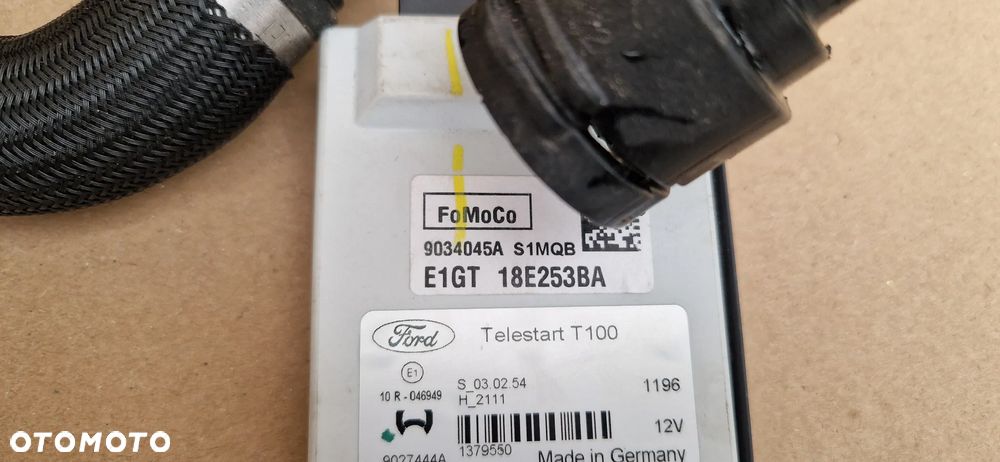 FoMoCo
9034045A S1MQB
E1GT 18E253BA
Ford Telestart T100
E1
10 R - 046949
S_03.02.54
H_2111
1196
12V
1379550
9027444A
Made in Germany
OTOMOTO